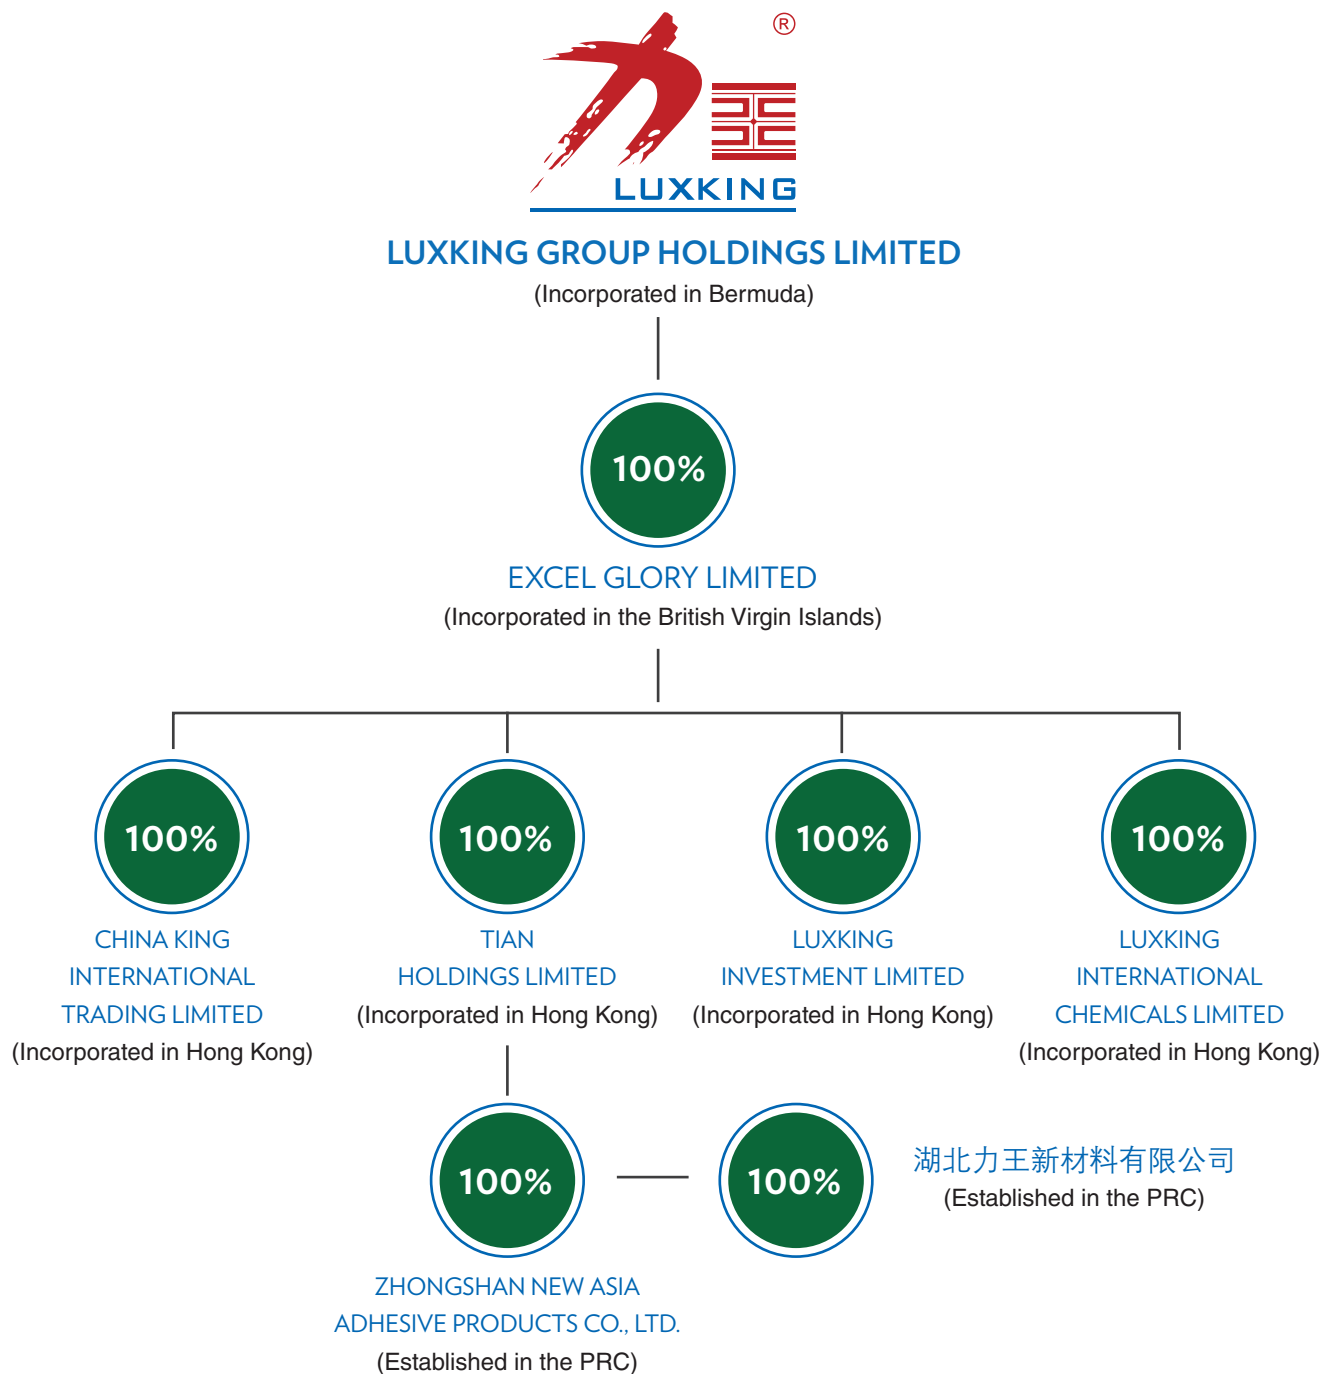 力王®
LUXKING
LUXKING GROUP HOLDINGS LIMITED
(Incorporated in Bermuda)
100%
EXCEL GLORY LIMITED
(Incorporated in the British Virgin Islands)
100%
CHINA KING
INTERNATIONAL
TRADING LIMITED
(Incorporated in Hong Kong)
100%
TIAN
HOLDINGS LIMITED
(Incorporated in Hong Kong)
100%
LUXKING
INVESTMENT LIMITED
(Incorporated in Hong Kong)
100%
LUXKING
INTERNATIONAL
CHEMICALS LIMITED
(Incorporated in Hong Kong)
100%
ZHONGSHAN NEW ASIA
ADHESIVE PRODUCTS CO., LTD.
(Established in the PRC)
100%
湖北力王新材料有限公司
(Established in the PRC)